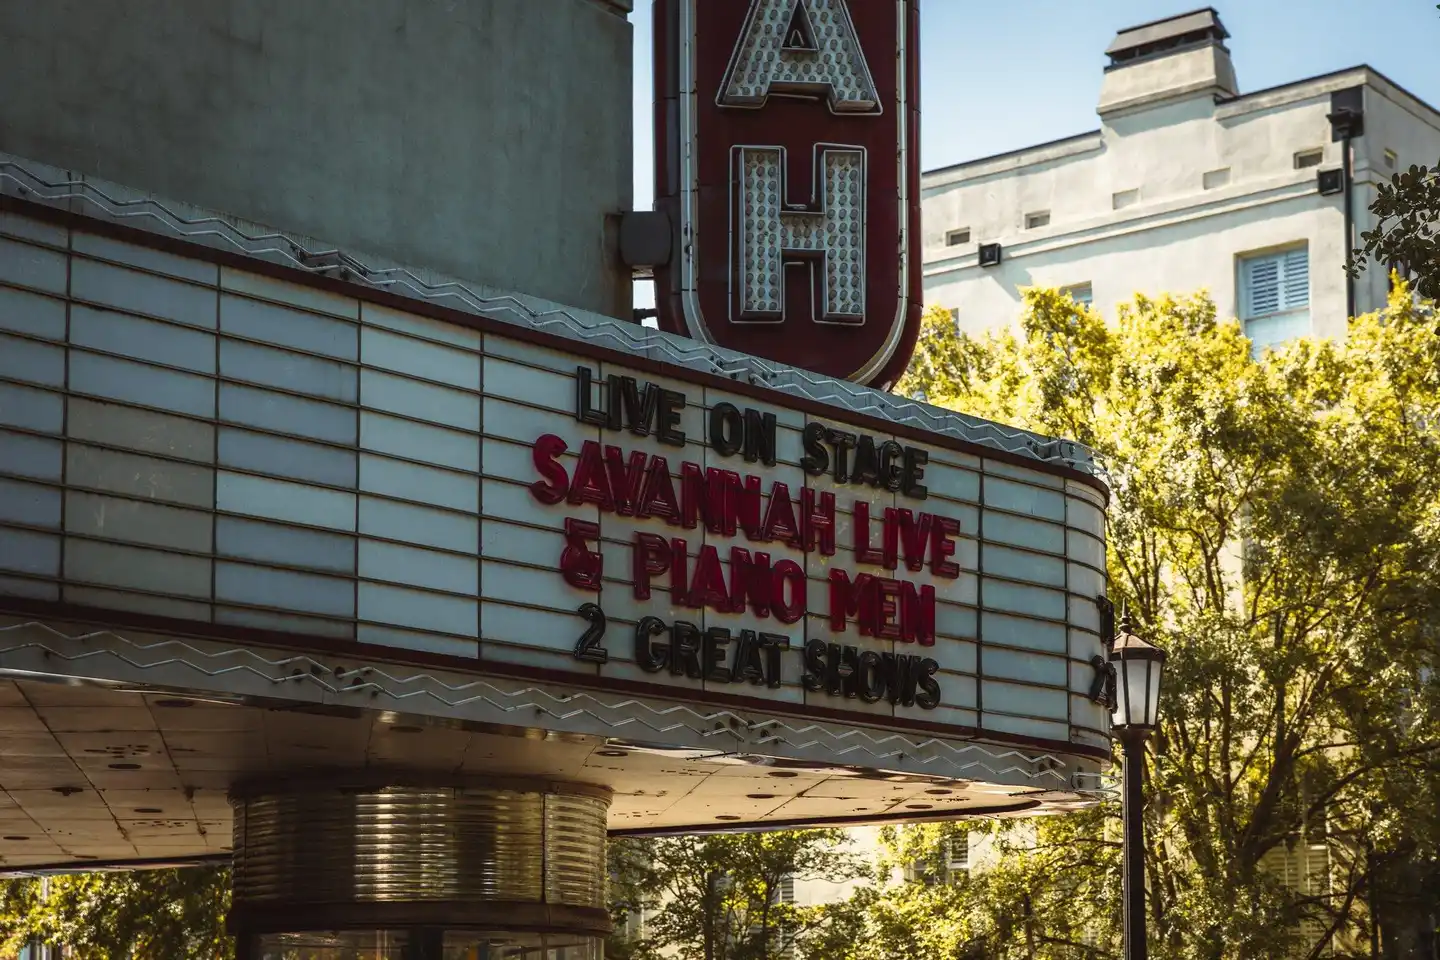 A
H
LIVE ON STAGE
SAVANNAH LIVE
& PIANO MEN
2 GREAT SHOWS